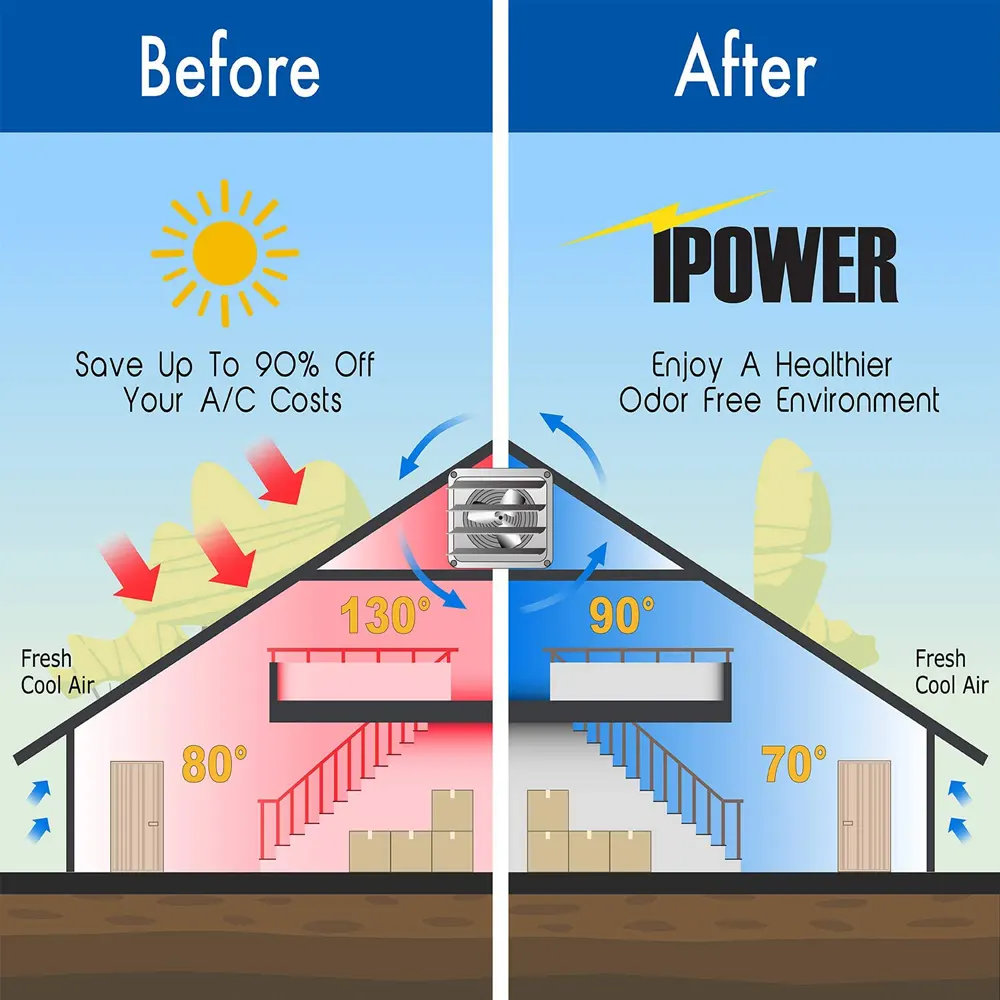 Before
After
IPOWER
Save Up To 90% Off
Your A/C Costs
Enjoy A Healthier
Odor Free Environment
130°
90°
Fresh
Cool Air
Fresh
Cool Air
80°
70°